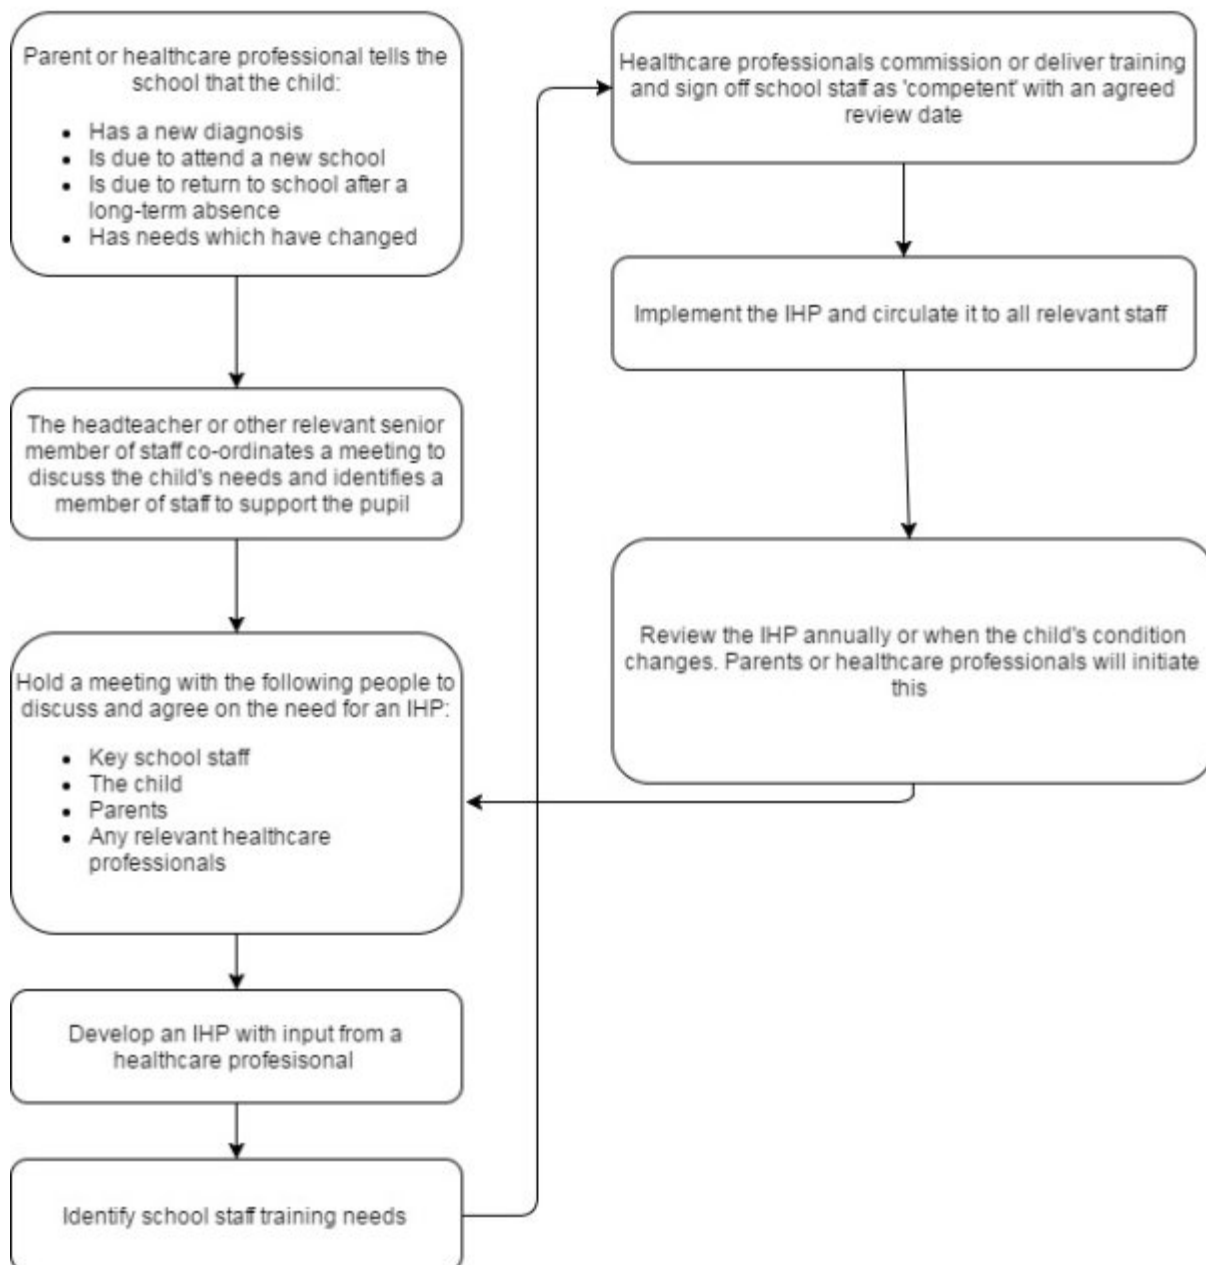 Parent or healthcare professional tells the
school that the child:
• Has a new diagnosis
• Is due to attend a new school
• Is due to return to school after a
long-term absence
• Has needs which have changed
The headteacher or other relevant senior
member of staff co-ordinates a meeting to
discuss the child's needs and identifies a
member of staff to support the pupil
Hold a meeting with the following people to
discuss and agree on the need for an IHP:
• Key school staff
• The child
• Parents
• Any relevant healthcare
professionals
Develop an IHP with input from a
healthcare profesisonal
Identify school staff training needs
Healthcare professionals commission or deliver training
and sign off school staff as 'competent' with an agreed
review date
Implement the IHP and circulate it to all relevant staff
Review the IHP annually or when the child's condition
changes. Parents or healthcare professionals will initiate
this